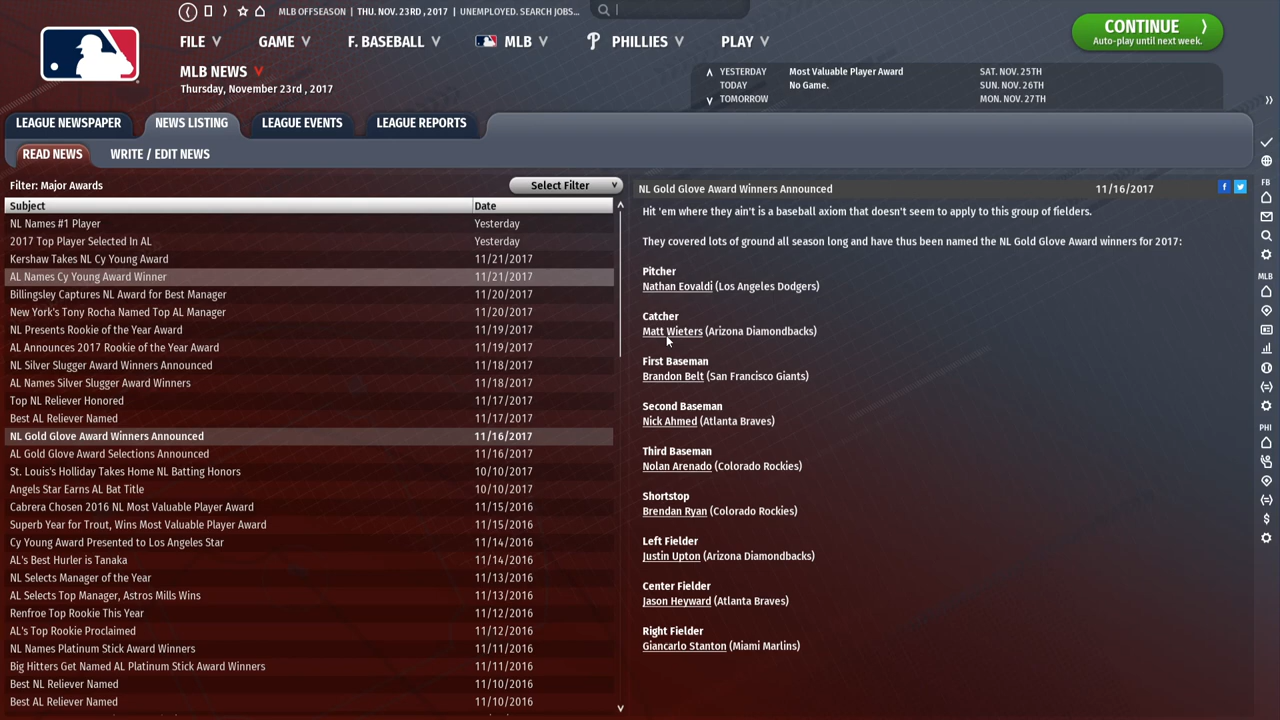 MLB OFFSEASON | THU. NOV. 23RD , 2017 | UNEMPLOYED. SEARCH JOBS...
FILE GAME F. BASEBALL MLB PHILLIES PLAY
CONTINUE
Auto-play until next week.
MLB NEWS
Thursday, November 23rd , 2017
YESTERDAY Most Valuable Player Award SAT. NOV. 25TH
TODAY No Game. SUN. NOV. 26TH
TOMORROW MON. NOV. 27TH
LEAGUE NEWSPAPER NEWS LISTING LEAGUE EVENTS LEAGUE REPORTS
READ NEWS WRITE / EDIT NEWS
Filter: Major Awards Select Filter
Subject Date
NL Names #1 Player Yesterday
2017 Top Player Selected In AL Yesterday
Kershaw Takes NL Cy Young Award 11/21/2017
AL Names Cy Young Award Winner 11/21/2017
Billingsley Captures NL Award for Best Manager 11/20/2017
New York's Tony Rocha Named Top AL Manager 11/20/2017
NL Presents Rookie of the Year Award 11/19/2017
AL Announces 2017 Rookie of the Year Award 11/19/2017
NL Silver Slugger Award Winners Announced 11/18/2017
AL Names Silver Slugger Award Winners 11/18/2017
Top NL Reliever Honored 11/17/2017
Best AL Reliever Named 11/17/2017
NL Gold Glove Award Winners Announced 11/16/2017
AL Gold Glove Award Selections Announced 11/16/2017
St. Louis's Holliday Takes Home NL Batting Honors 10/10/2017
Angels Star Earns AL Bat Title 10/10/2017
Cabrera Chosen 2016 NL Most Valuable Player Award 11/15/2016
Superb Year for Trout, Wins Most Valuable Player Award 11/15/2016
Cy Young Award Presented to Los Angeles Star 11/14/2016
AL's Best Hurler is Tanaka 11/14/2016
NL Selects Manager of the Year 11/13/2016
AL Selects Top Manager, Astros Mills Wins 11/13/2016
Renfroe Top Rookie This Year 11/12/2016
AL's Top Rookie Proclaimed 11/12/2016
NL Names Platinum Stick Award Winners 11/11/2016
Big Hitters Get Named AL Platinum Stick Award Winners 11/11/2016
Best NL Reliever Named 11/10/2016
Best AL Reliever Named 11/10/2016
NL Gold Glove Award Winners Announced 11/16/2017
Hit 'em where they ain't is a baseball axiom that doesn't seem to apply to this group of fielders.
They covered lots of ground all season long and have thus been named the NL Gold Glove Award winners for 2017:
Pitcher
Nathan Eovaldi (Los Angeles Dodgers)
Catcher
Matt Wieters (Arizona Diamondbacks)
First Baseman
Brandon Belt (San Francisco Giants)
Second Baseman
Nick Ahmed (Atlanta Braves)
Third Baseman
Nolan Arenado (Colorado Rockies)
Shortstop
Brendan Ryan (Colorado Rockies)
Left Fielder
Justin Upton (Arizona Diamondbacks)
Center Fielder
Jason Heyward (Atlanta Braves)
Right Fielder
Giancarlo Stanton (Miami Marlins)
FB
MLB
PHI